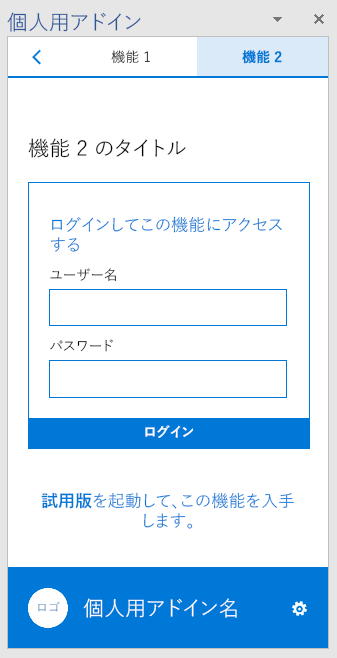 個人用アドイン
機能 1
機能 2
機能 2 のタイトル
ログインしてこの機能にアクセス
する
ユーザー名
パスワード
ログイン
試用版を起動して、この機能を入手
します。
ロゴ
個人用アドイン名